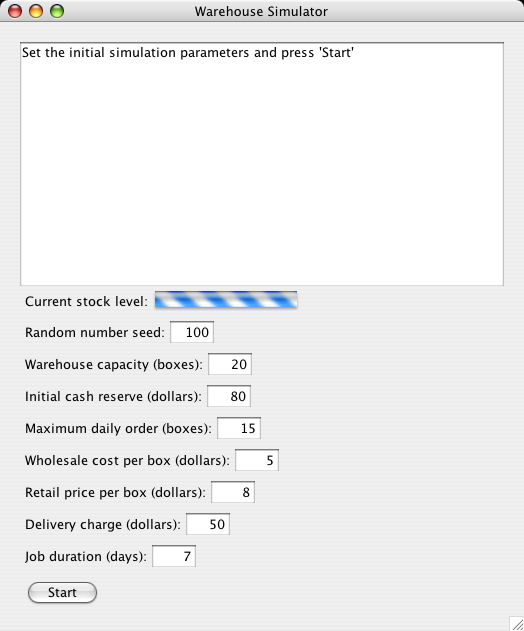 Warehouse Simulator
Set the initial simulation parameters and press 'Start'
Current stock level:
Random number seed: 100
Warehouse capacity (boxes): 20
Initial cash reserve (dollars): 80
Maximum daily order (boxes): 15
Wholesale cost per box (dollars): 5
Retail price per box (dollars): 8
Delivery charge (dollars): 50
Job duration (days): 7
Start